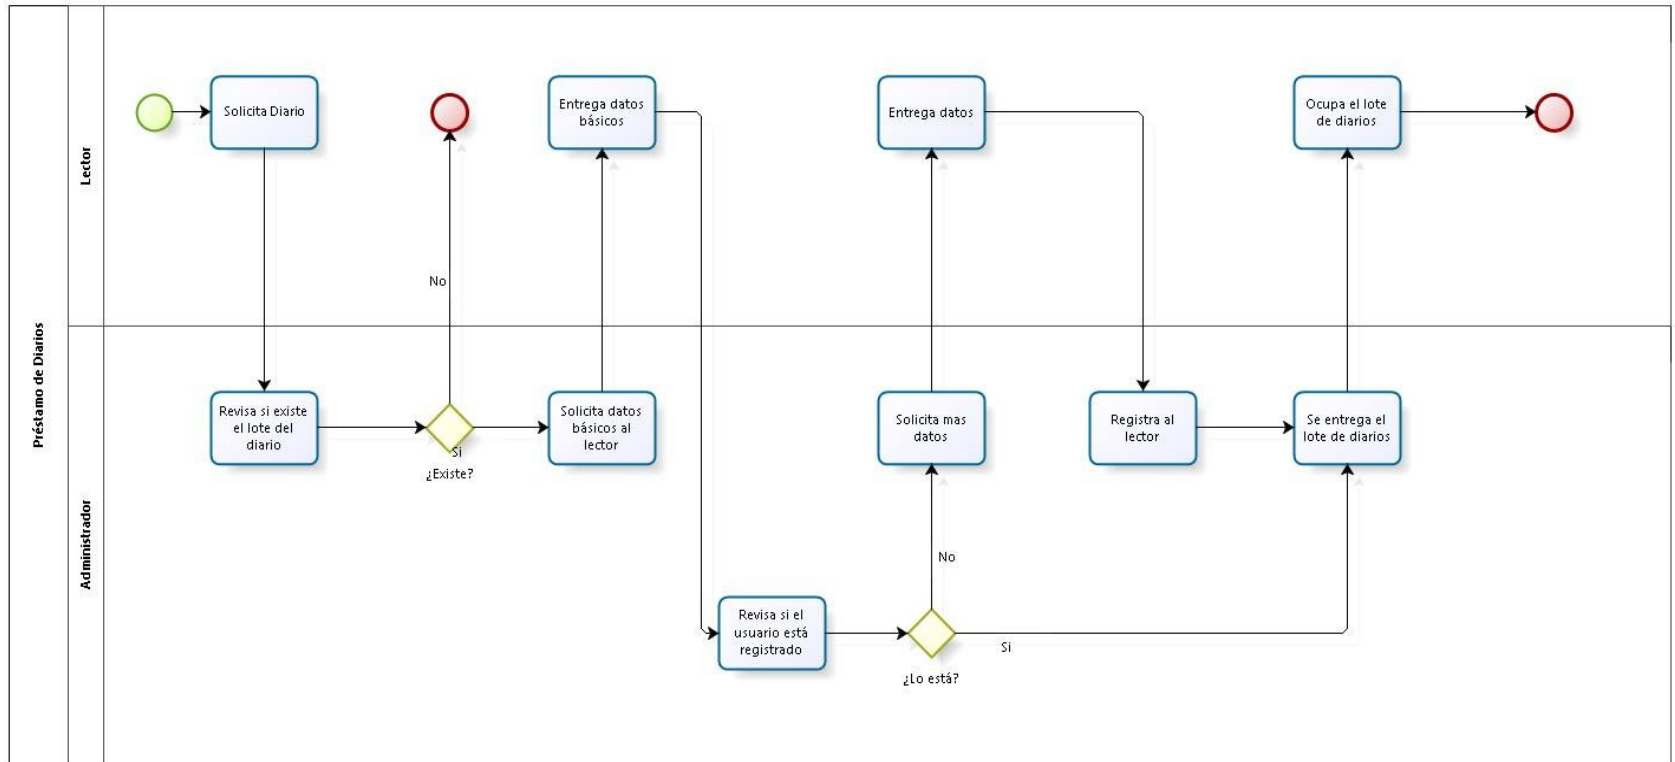 Préstamo de Diarios
Lector
Solicita Diario
Entrega datos
básicos
Entrega datos
Ocupa el lote
de diarios
No
Administrador
Revisa si existe
el lote del
diario
Si
¿Existe?
Solicita datos
básicos al
lector
Solicita mas
datos
Registra al
lector
Se entrega el
lote de diarios
No
Revisa si el
usuario está
registrado
¿Lo está?
Si